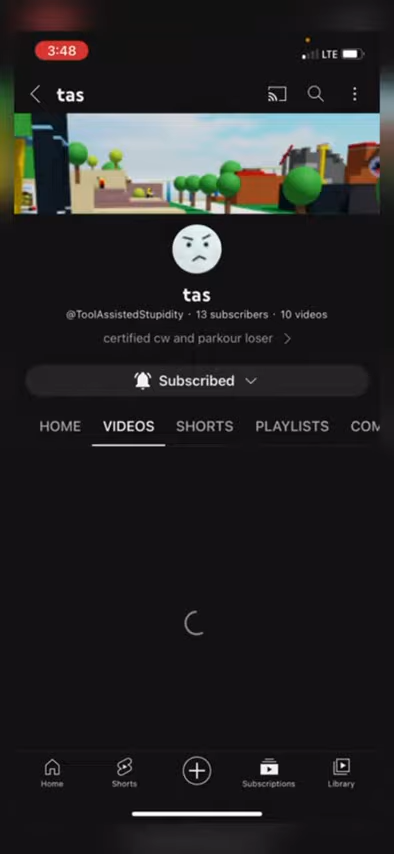 3:48
LTE
tas
tas
@ToolAssistedStupidity · 13 subscribers · 10 videos
certified cw and parkour loser
Subscribed
HOME VIDEOS SHORTS PLAYLISTS COM
Home Shorts Subscriptions Library